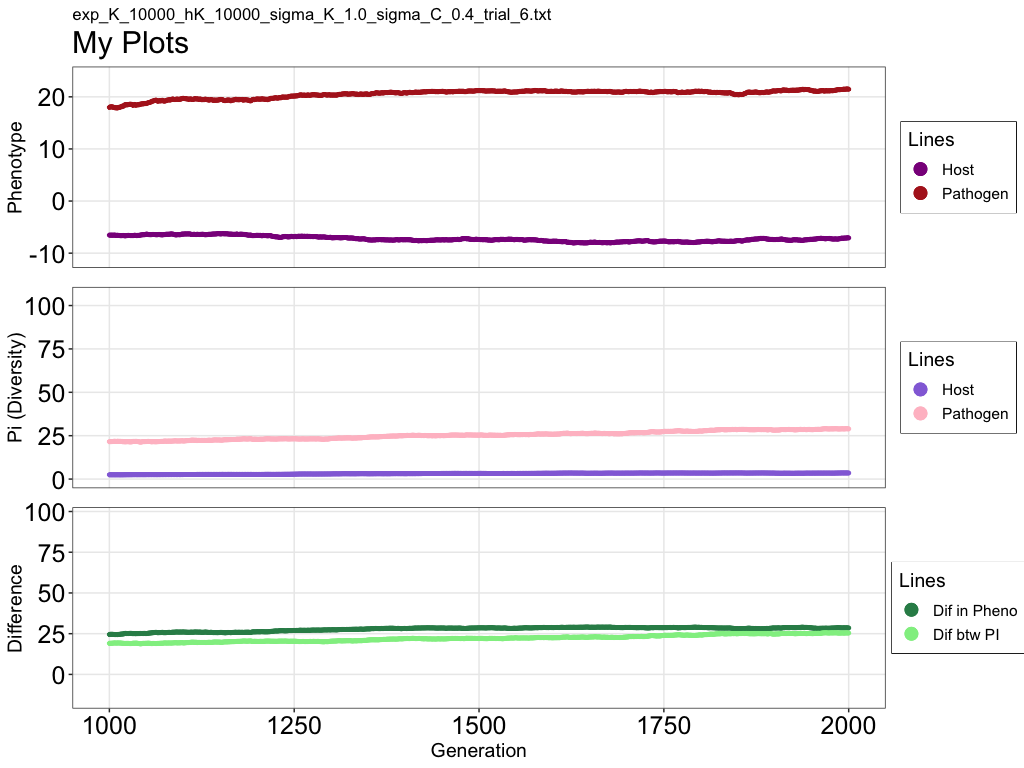 exp_K_10000_hK_10000_sigma_K_1.0_sigma_C_0.4_trial_6.txt
My Plots
Phenotype
20
10
0
-10
Lines
Host
Pathogen
Pi (Diversity)
100
75
50
25
0
Lines
Host
Pathogen
Difference
100
75
50
25
0
Lines
Dif in Pheno
Dif btw PI
1000 1250 1500 1750 2000
Generation